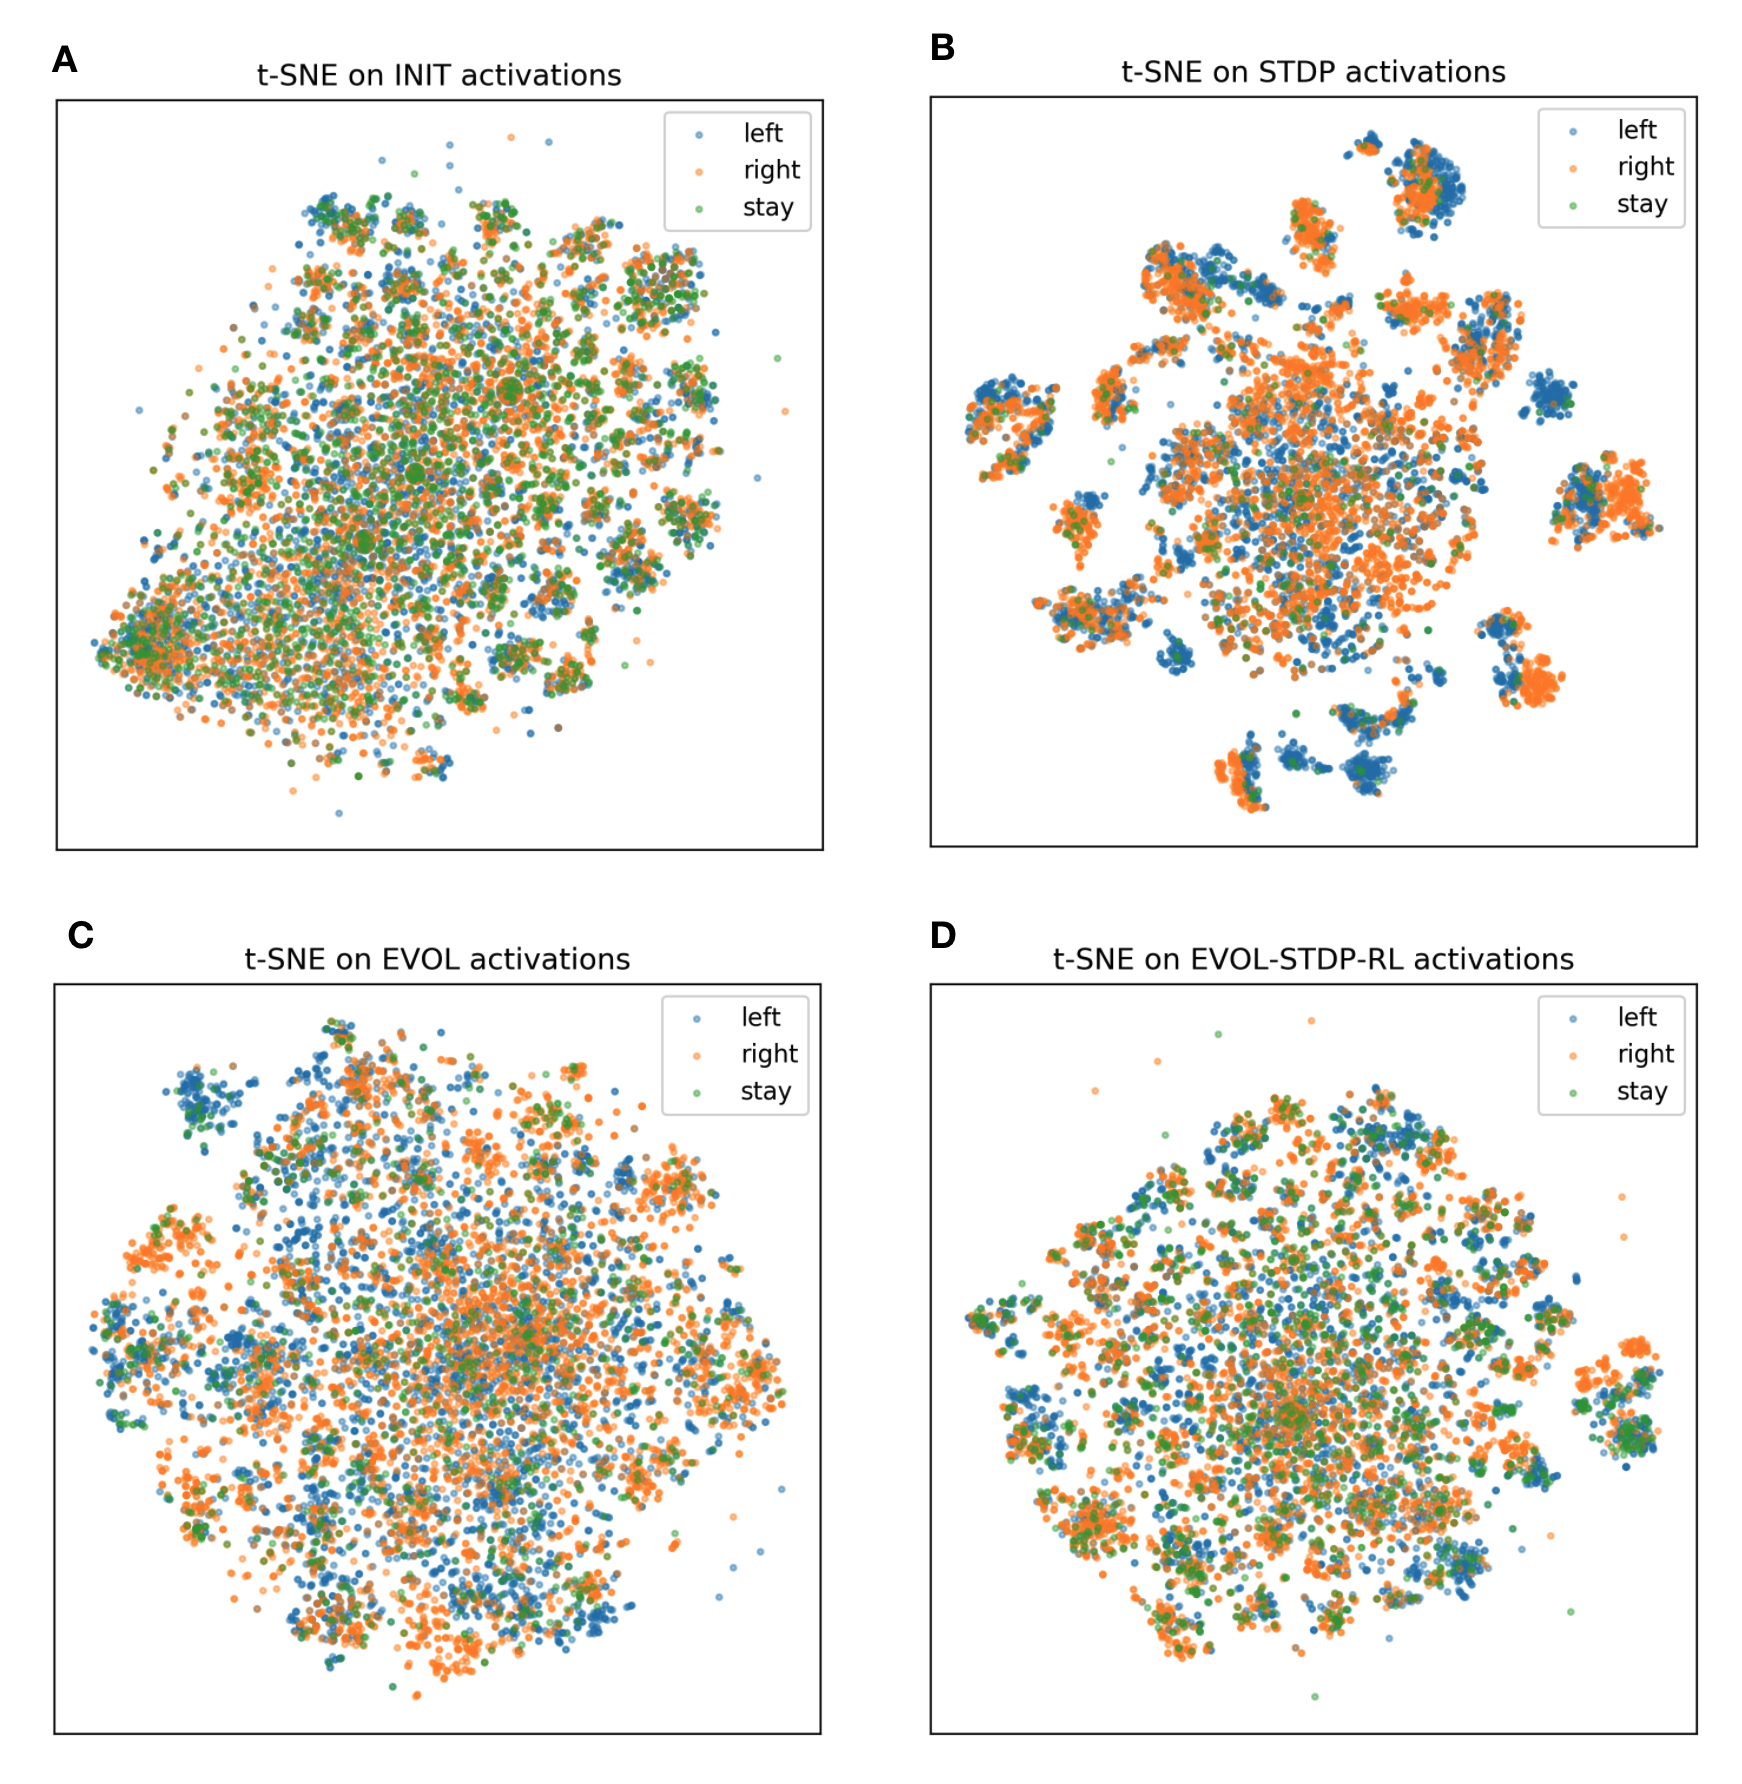 A
t-SNE on INIT activations
left
right
stay
B
t-SNE on STDP activations
left
right
stay
C
t-SNE on EVOL activations
left
right
stay
D
t-SNE on EVOL-STDP-RL activations
left
right
stay